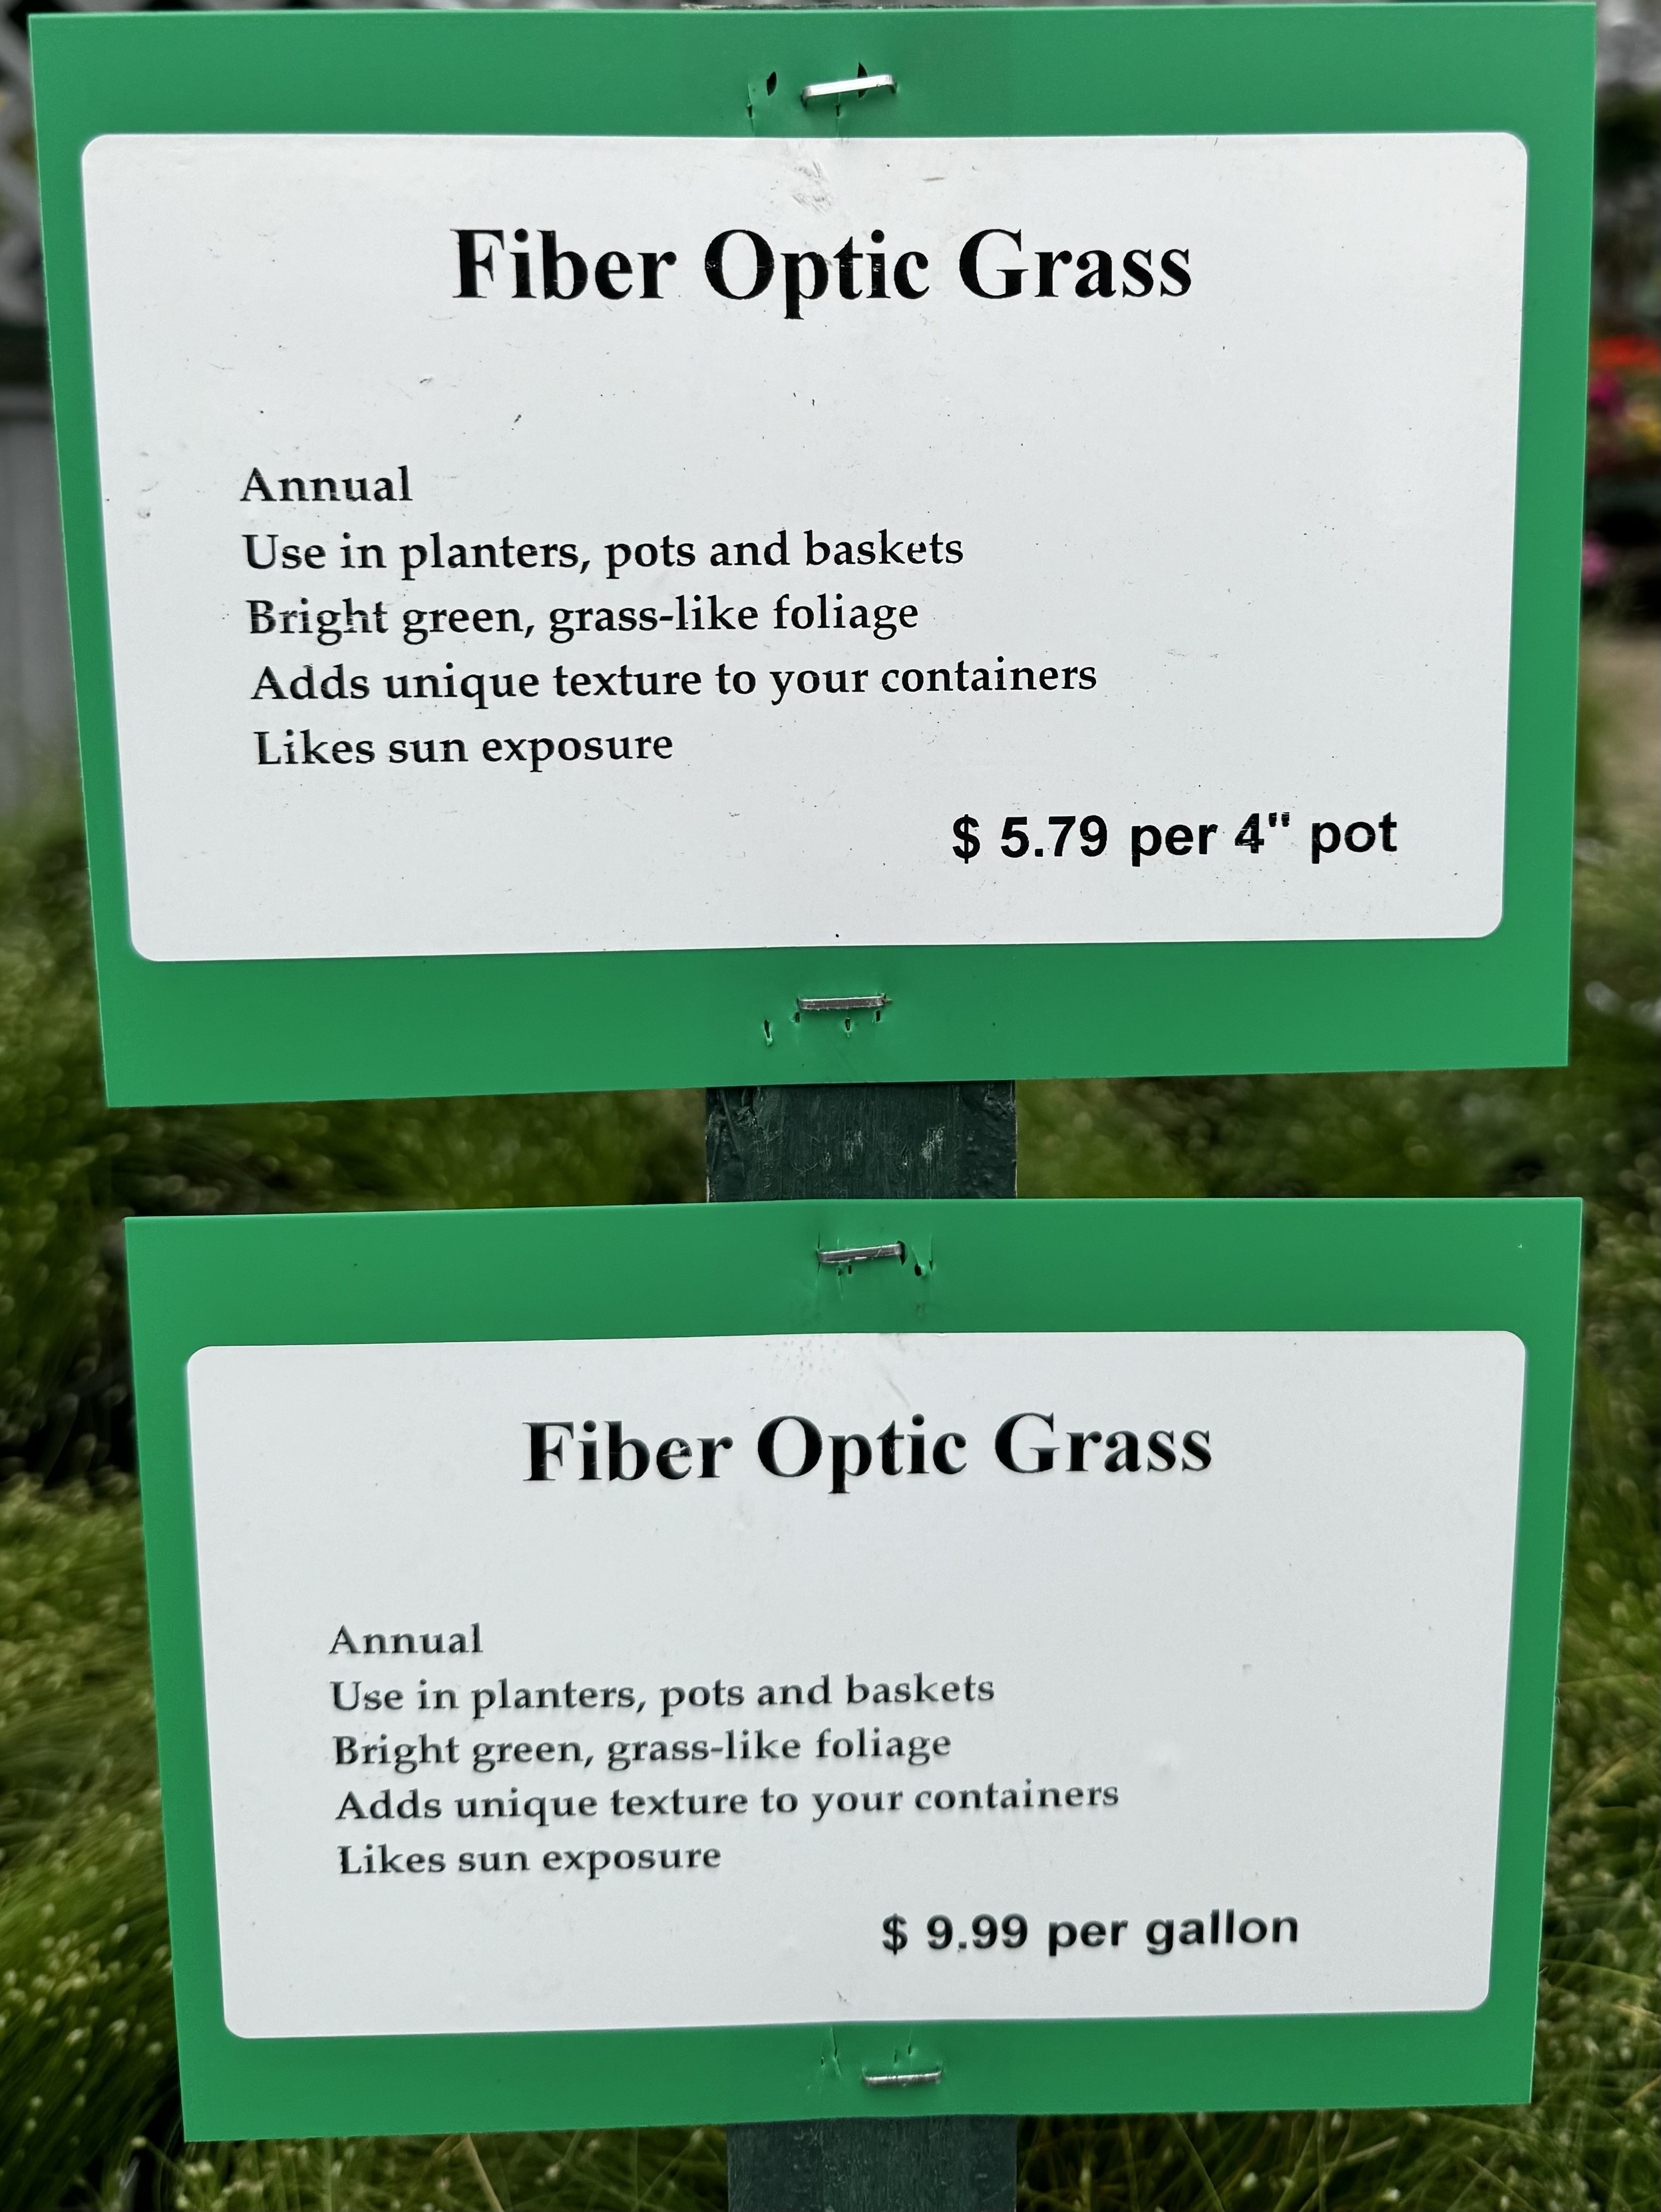 Fiber Optic Grass
Annual
Use in planters, pots and baskets
Bright green, grass-like foliage
Adds unique texture to your containers
Likes sun exposure
$ 5.79 per 4" pot
Fiber Optic Grass
Annual
Use in planters, pots and baskets
Bright green, grass-like foliage
Adds unique texture to your containers
Likes sun exposure
$ 9.99 per gallon